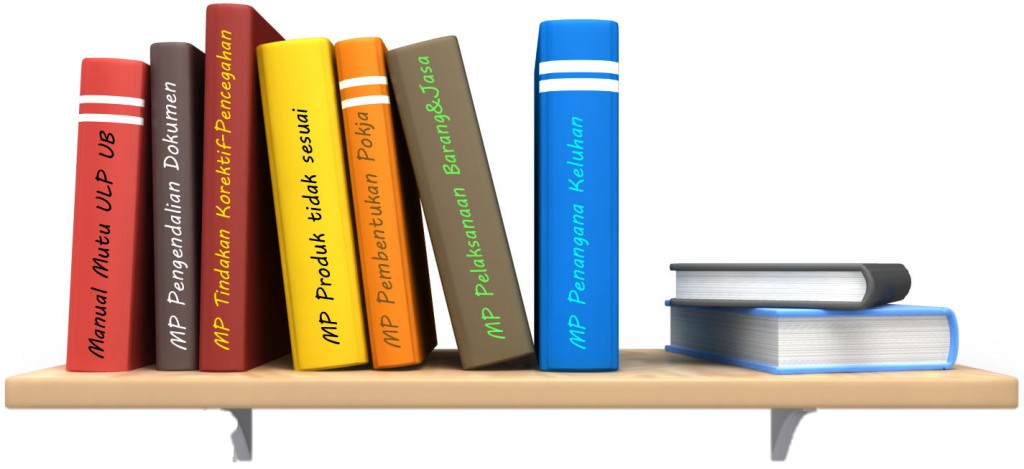 Manual Mutu ULP UB
MP Pengendalian Dokumen
MP Tindakan Korektif-Pencegahan
MP Produk tidak sesuai
MP Pembentukan Pokja
MP Pelaksanaan Barang&Jasa
MP Penangana Keluhan